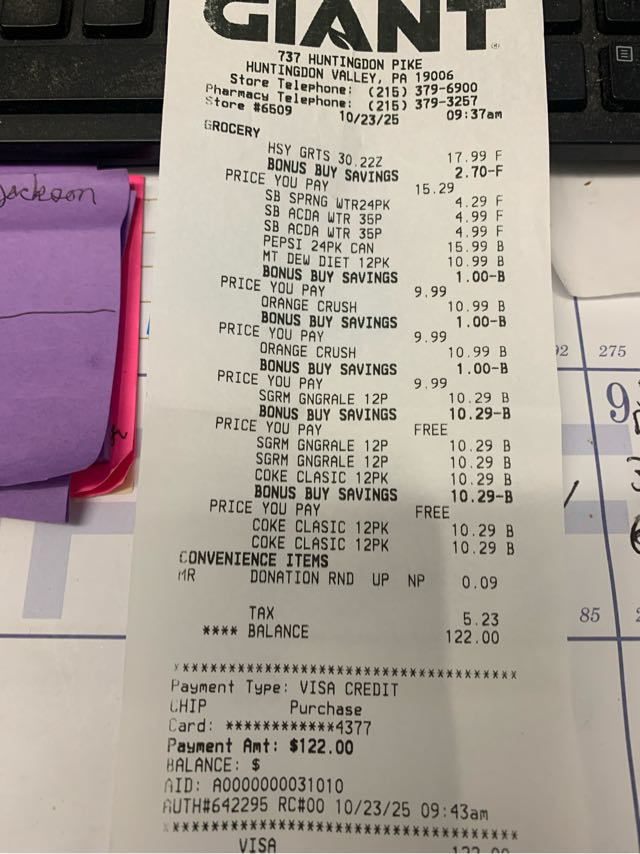 GIANT
737 HUNTINGDON PIKE
HUNTINGDON VALLEY, PA 19006
Store Telephone: (215) 379-6900
Pharmacy Telephone: (215) 379-3257
Store #6509 10/23/25 09:37am
GROCERY
HSY GRTS 30.22Z 17.99 F
BONUS BUY SAVINGS 2.70-F
PRICE YOU PAY 15.29
SB SPRNG WTR24PK 4.29 F
SB ACDA WTR 35P 4.99 F
SB ACDA WTR 35P 4.99 F
PEPSI 24PK CAN 15.99 B
MT DEW DIET 12PK 10.99 B
BONUS BUY SAVINGS 1.00-B
PRICE YOU PAY 9.99
ORANGE CRUSH 10.99 B
BONUS BUY SAVINGS 1.00-B
PRICE YOU PAY 9.99
ORANGE CRUSH 10.99 B
BONUS BUY SAVINGS 1.00-B
PRICE YOU PAY 9.99
SGRM GNGRALE 12P 10.29 B
BONUS BUY SAVINGS 10.29-B
PRICE YOU PAY FREE
SGRM GNGRALE 12P 10.29 B
SGRM GNGRALE 12P 10.29 B
COKE CLASIC 12PK 10.29 B
BONUS BUY SAVINGS 10.29-B
PRICE YOU PAY FREE
COKE CLASIC 12PK 10.29 B
COKE CLASIC 12PK 10.29 B
CONVENIENCE ITEMS
MR DONATION RND UP NP 0.09
TAX 5.23
**** BALANCE 122.00
Payment Type: VISA CREDIT
CHIP Purchase
Card: ************4377
Payment Amt: $122.00
BALANCE: $
AID: A0000000031010
AUTH#642295 RC#00 10/23/25 09:43am
VISA 122.00
Jackson
92 275
85
9